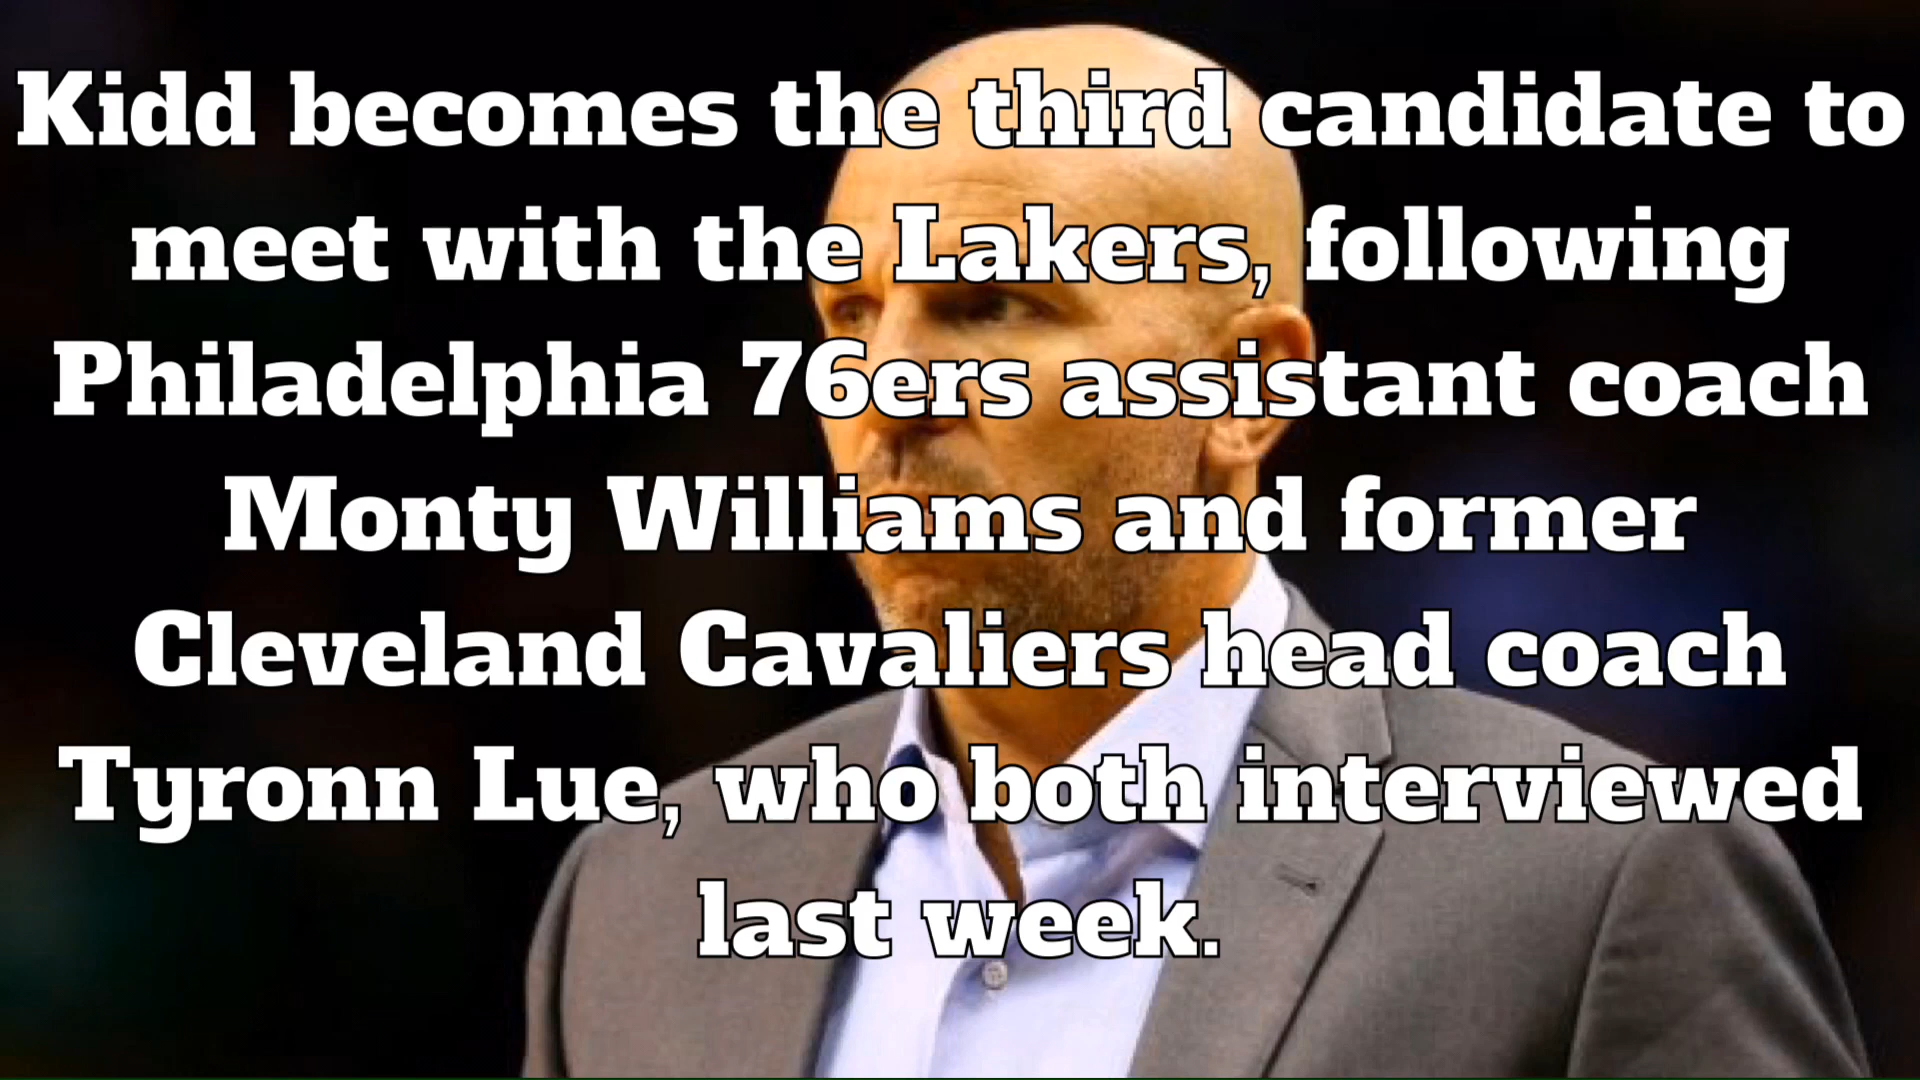 Kidd becomes the third candidate to
meet with the Lakers, following
Philadelphia 76ers assistant coach
Monty Williams and former
Cleveland Cavaliers head coach
Tyronn Lue, who both interviewed
last week.